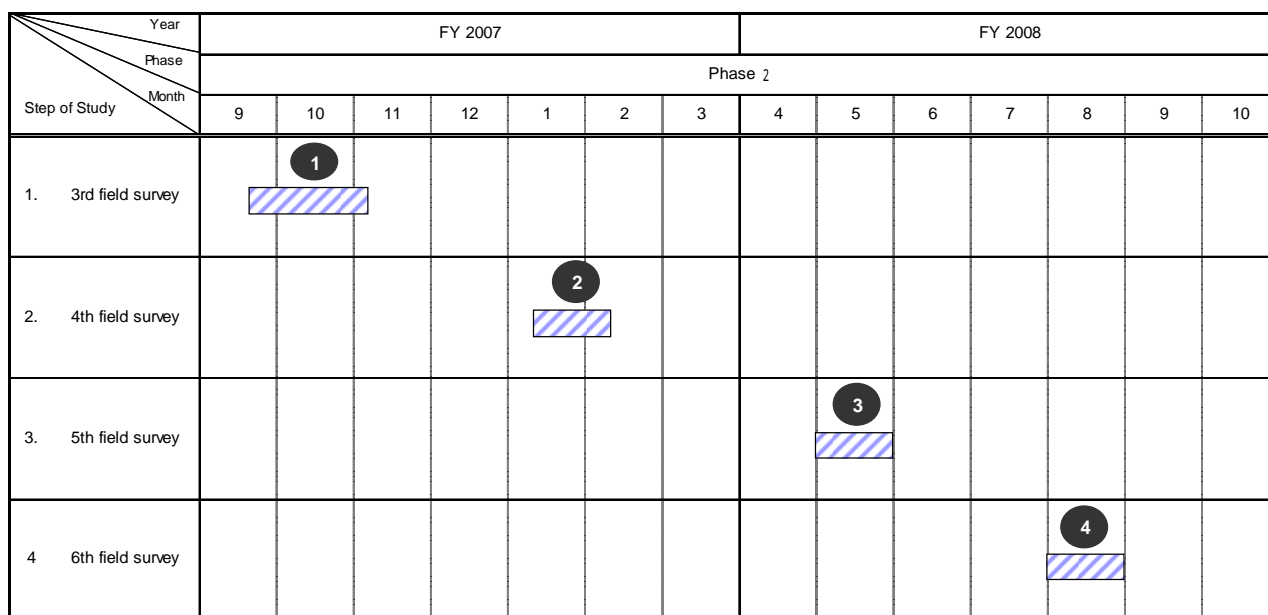 Year
FY 2007 FY 2008
Phase
Phase 2
Month
Step of Study
9 10 11 12 1 2 3 4 5 6 7 8 9 10
1
1. 3rd field survey
2
2. 4th field survey
3
3. 5th field survey
4
4 6th field survey